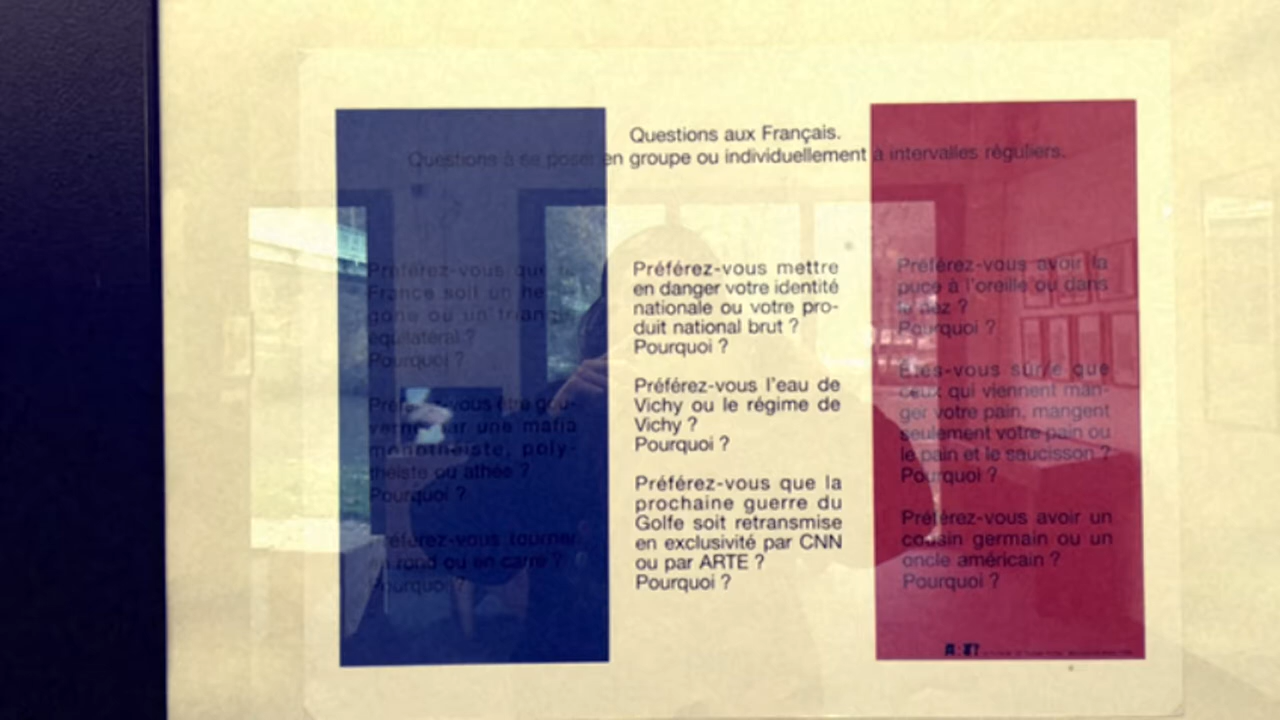 Questions aux Français.
Questions à se poser en groupe ou individuellement à intervalles réguliers.
Préférez-vous que la
France soit un hexa-
gone ou un triangle
équilatéral ?
Pourquoi ?
Préférez-vous être gou-
verné par une mafia
monothéiste, poly-
théiste ou athée ?
Pourquoi ?
Préférez-vous tourner
en rond ou en carré ?
Pourquoi ?
Préférez-vous mettre
en danger votre identité
nationale ou votre pro-
duit national brut ?
Pourquoi ?
Préférez-vous l'eau de
Vichy ou le régime de
Vichy ?
Pourquoi ?
Préférez-vous que la
prochaine guerre du
Golfe soit retransmise
en exclusivité par CNN
ou par ARTE ?
Pourquoi ?
Préférez-vous avoir la
puce à l'oreille ou dans
le nez ?
Pourquoi ?
Êtes-vous sûr/e que
ceux qui viennent man-
ger votre pain, mangent
seulement votre pain ou
le pain et le saucisson ?
Pourquoi ?
Préférez-vous avoir un
cousin germain ou un
oncle américain ?
Pourquoi ?